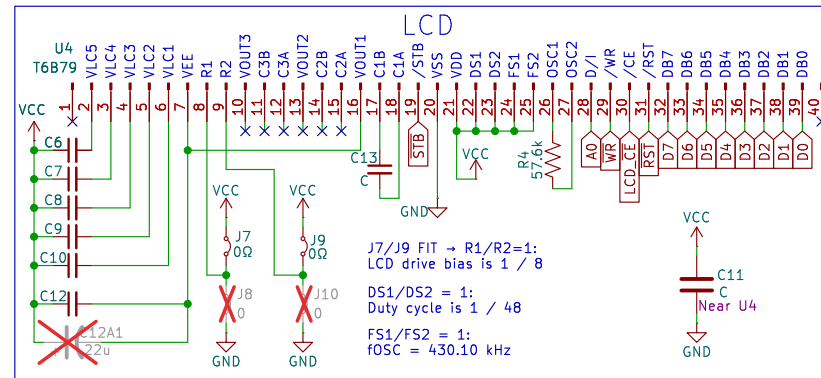 LCD
U4
T6B79
VLC5
VLC4
VLC3
VLC2
VLC1
VEE
R1
R2
VOUT3
C3B
C3A
VOUT2
C2B
C2A
VOUT1
C1B
C1A
/STB
VSS
VDD
DS1
DS2
FS1
FS2
OSC1
OSC2
D/I
/WR
/CE
/RST
DB7
DB6
DB5
DB4
DB3
DB2
DB1
DB0
1
2
3
4
5
6
7
8
9
10
11
12
13
14
15
16
17
18
19
20
21
22
23
24
25
26
27
28
29
30
31
32
33
34
35
36
37
38
39
40
VCC
C6
C7
C8
C9
C10
C12
C12A1
22u
VCC
J7
0Ω
J8
0
GND
VCC
J9
0Ω
J10
0
GND
C13
C
STB
GND
VCC
R4
57.6k
A0
WR
LCD_CE
RST
D7
D6
D5
D4
D3
D2
D1
D0
J7/J9 FIT → R1/R2=1:
LCD drive bias is 1 / 8
DS1/DS2 = 1:
Duty cycle is 1 / 48
FS1/FS2 = 1:
fOSC = 430.10 kHz
VCC
C11
C
Near U4
GND